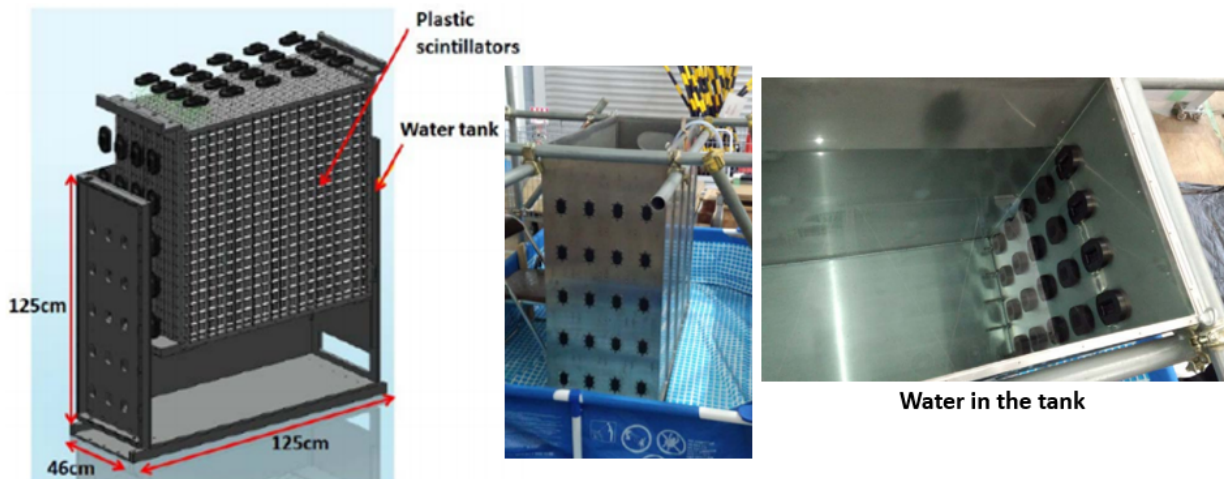 Plastic
scintillators
Water tank
125cm
46cm
125cm
Water in the tank